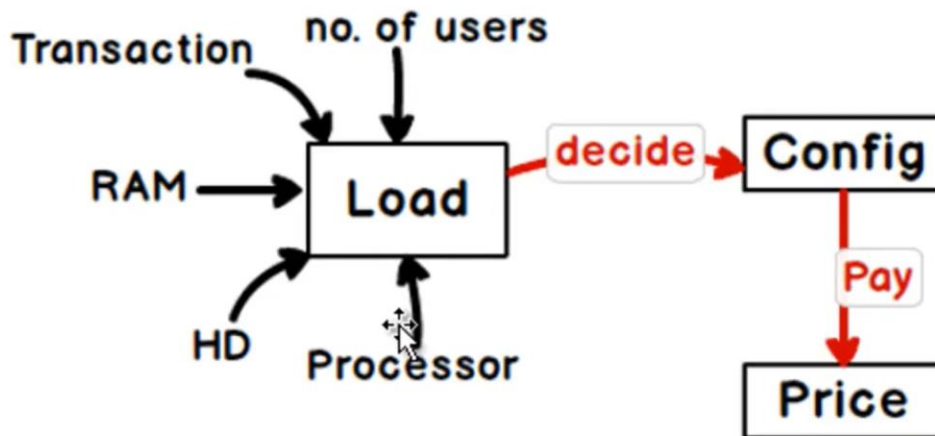 no. of users
Transaction
decide
Config
RAM
Load
Pay
HD
Processor
Price